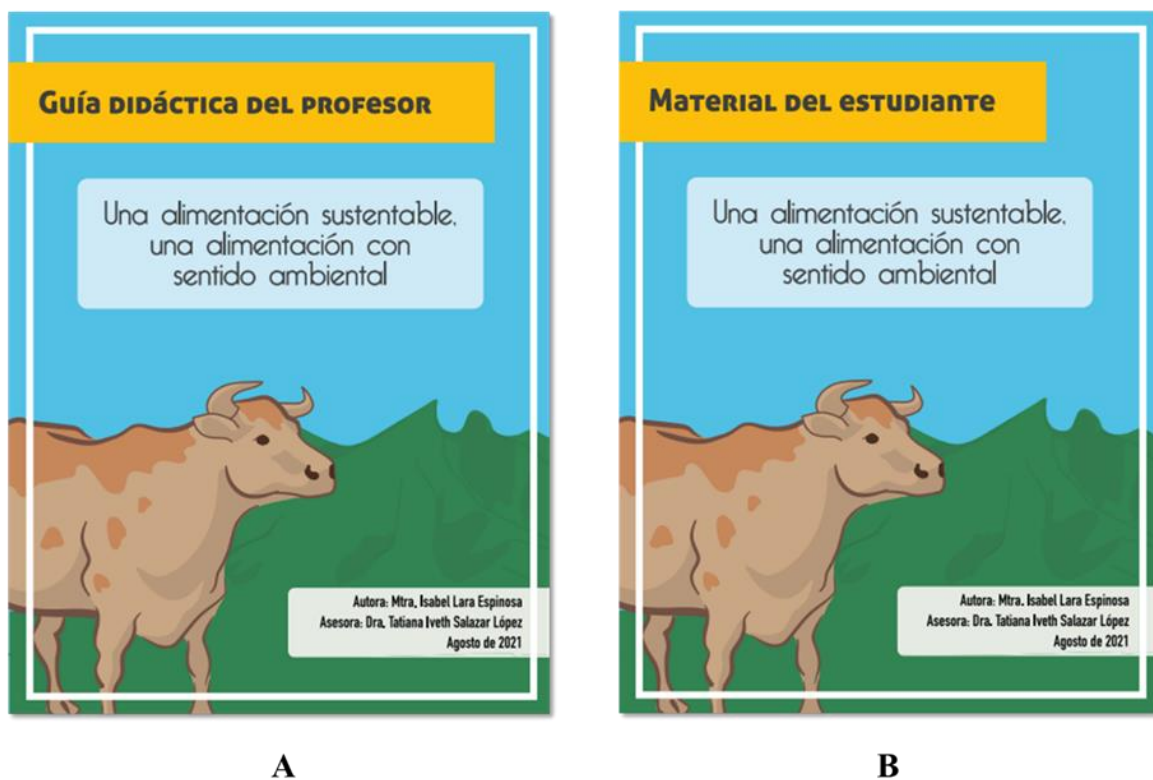 Guía didáctica del profesor
Una alimentación sustentable,
una alimentación con
sentido ambiental
Autora: Mtra. Isabel Lara Espinosa
Asesora: Dra. Tatiana Iveth Salazar López
Agosto de 2021
A
Material del estudiante
Una alimentación sustentable,
una alimentación con
sentido ambiental
Autora: Mtra. Isabel Lara Espinosa
Asesora: Dra. Tatiana Iveth Salazar López
Agosto de 2021
B